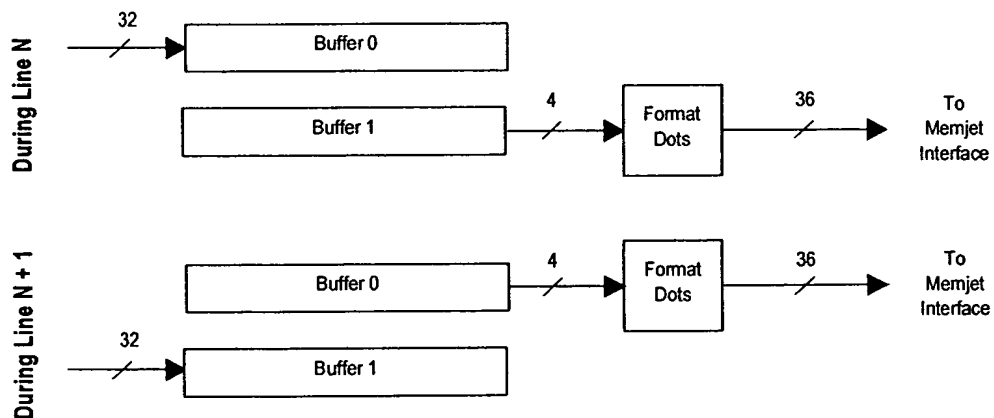 During Line N
32
Buffer 0
Buffer 1
4
Format
Dots
36
To
Memjet
Interface
During Line N + 1
Buffer 0
4
Format
Dots
36
To
Memjet
Interface
32
Buffer 1